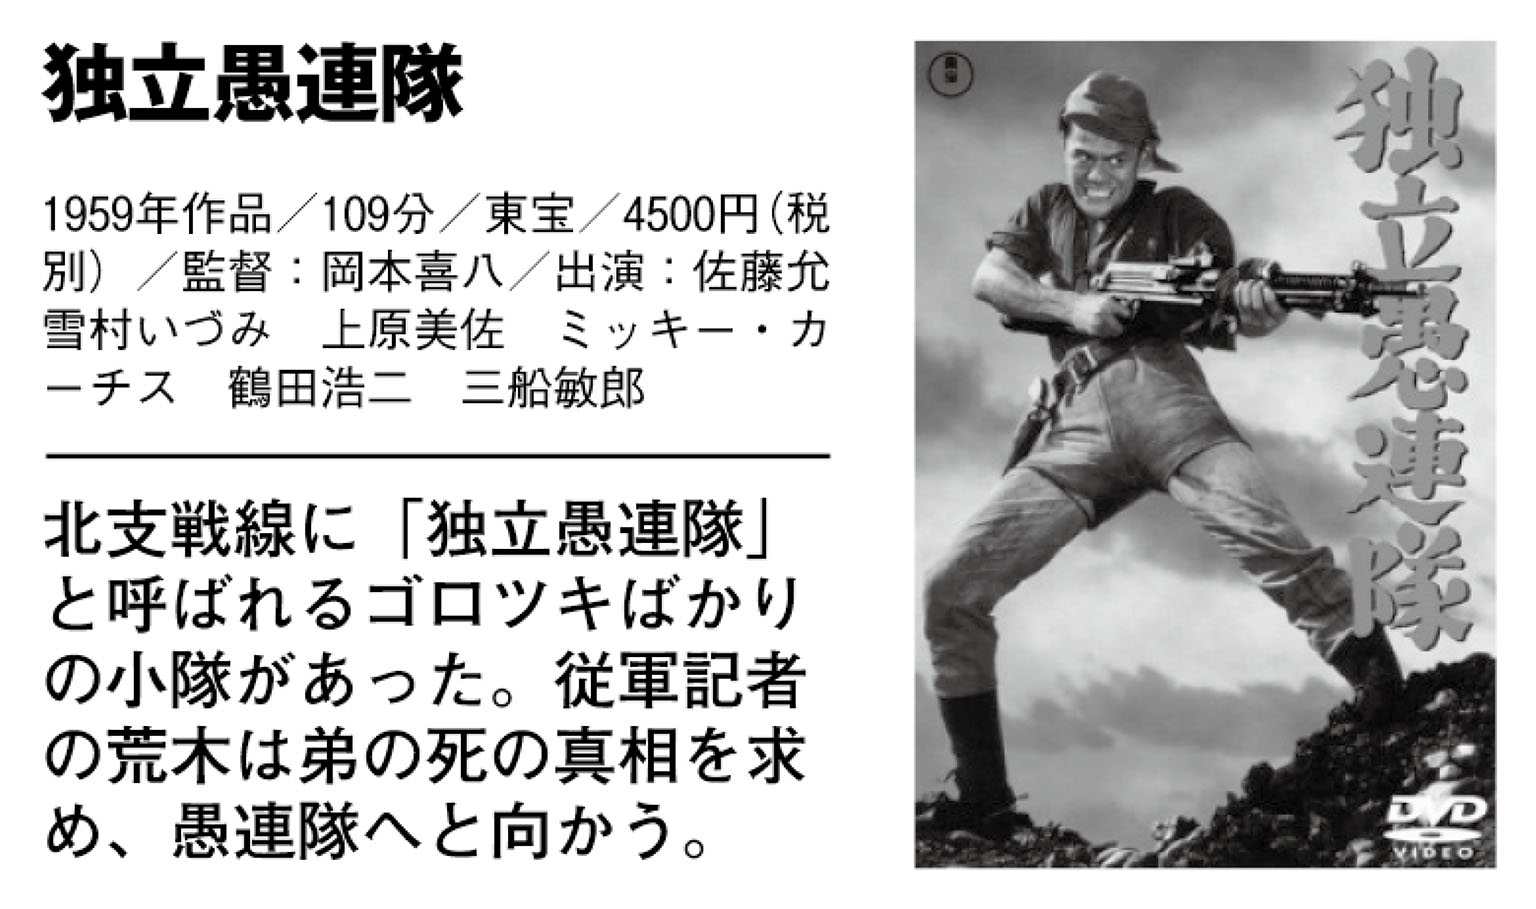 独立愚連隊
1959年作品／109分／東宝／4500円（税
別）／監督：岡本喜八／出演：佐藤允
雪村いづみ　上原美佐　ミッキー・カ
ーチス　鶴田浩二　三船敏郎
北支戦線に「独立愚連隊」
と呼ばれるゴロツキばかり
の小隊があった。従軍記者
の荒木は弟の死の真相を求
め、愚連隊へと向かう。
東宝
独立愚連隊
DVD
VIDEO